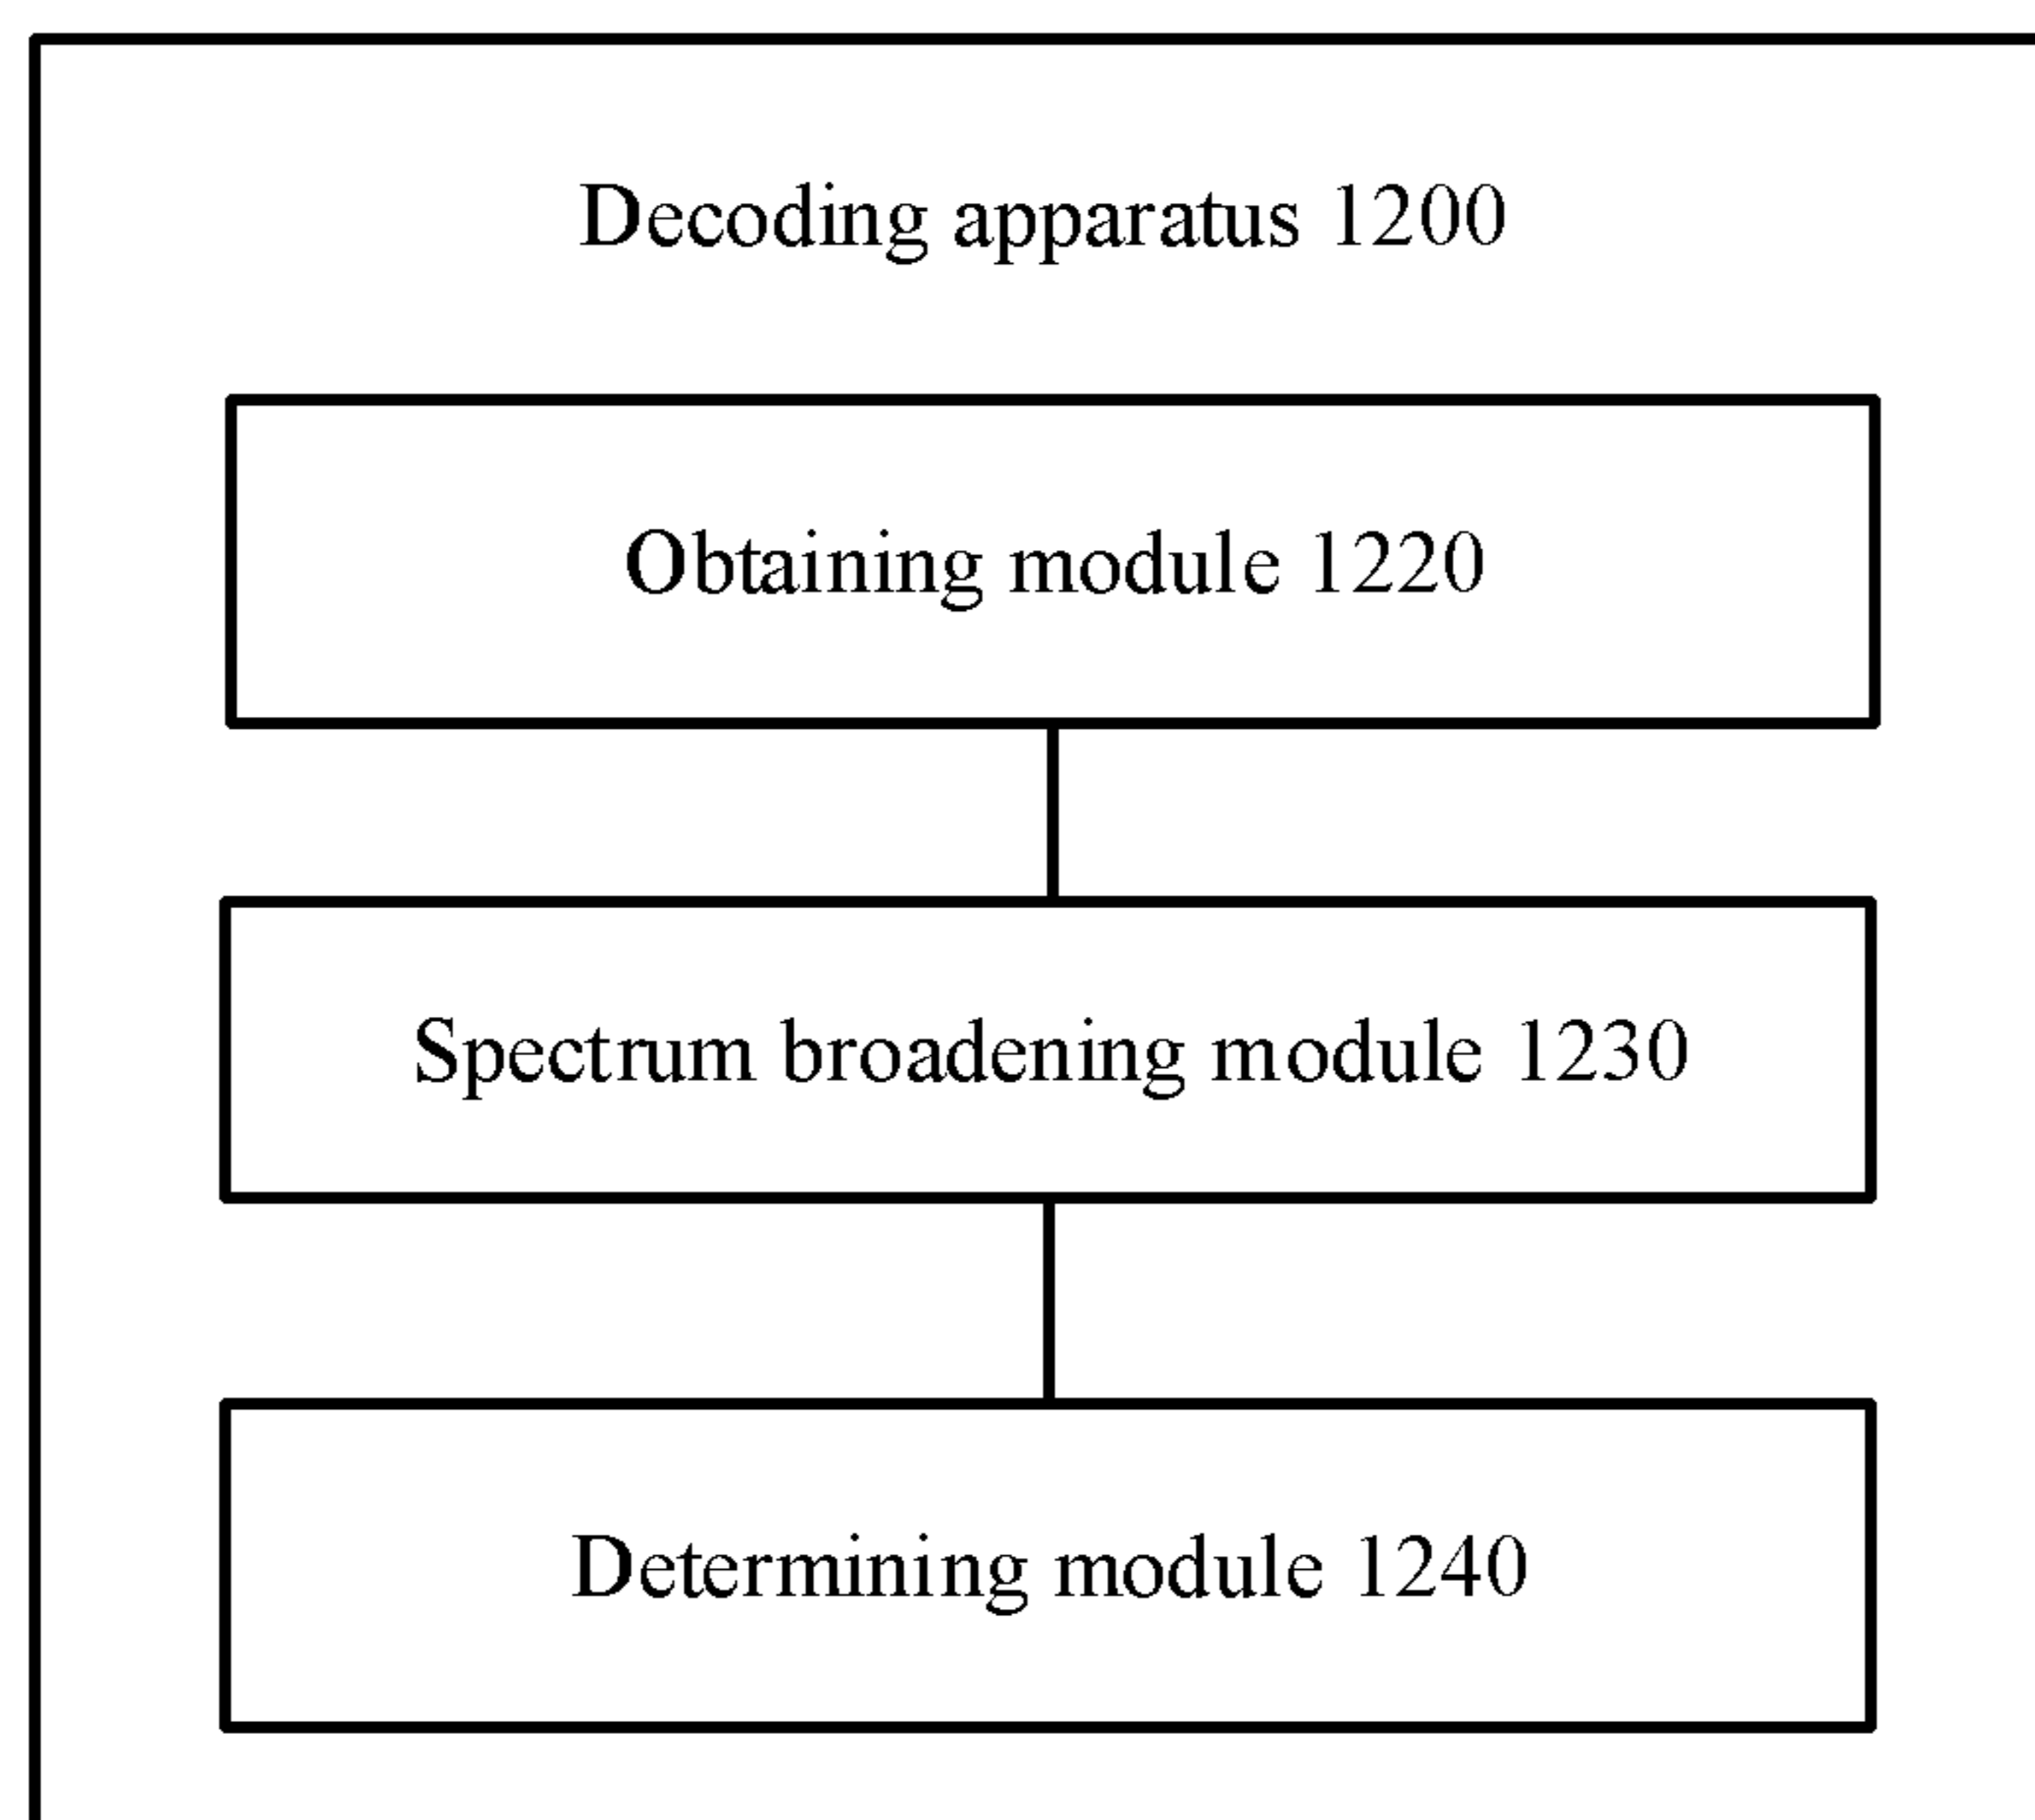 Decoding apparatus 1200
Obtaining module 1220
Spectrum broadening module 1230
Determining module 1240